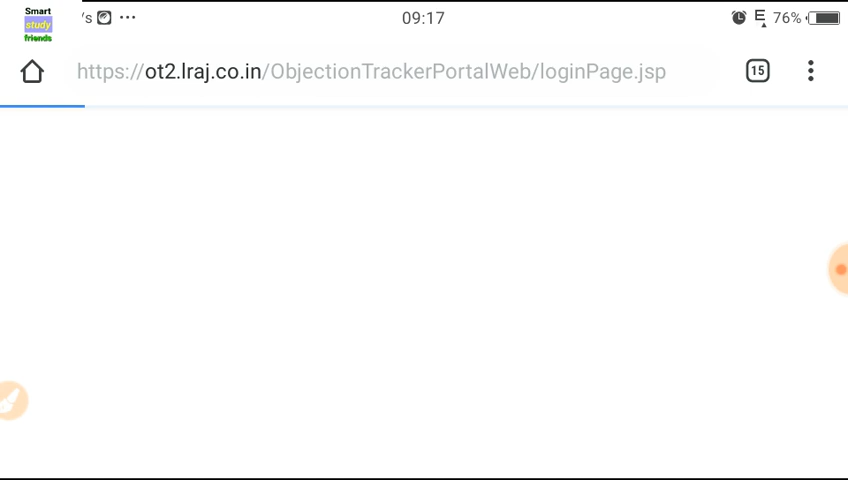 Smart
study
friends
/s ...
09:17
E 76%
https://ot2.lraj.co.in/ObjectionTrackerPortalWeb/loginPage.jsp
15